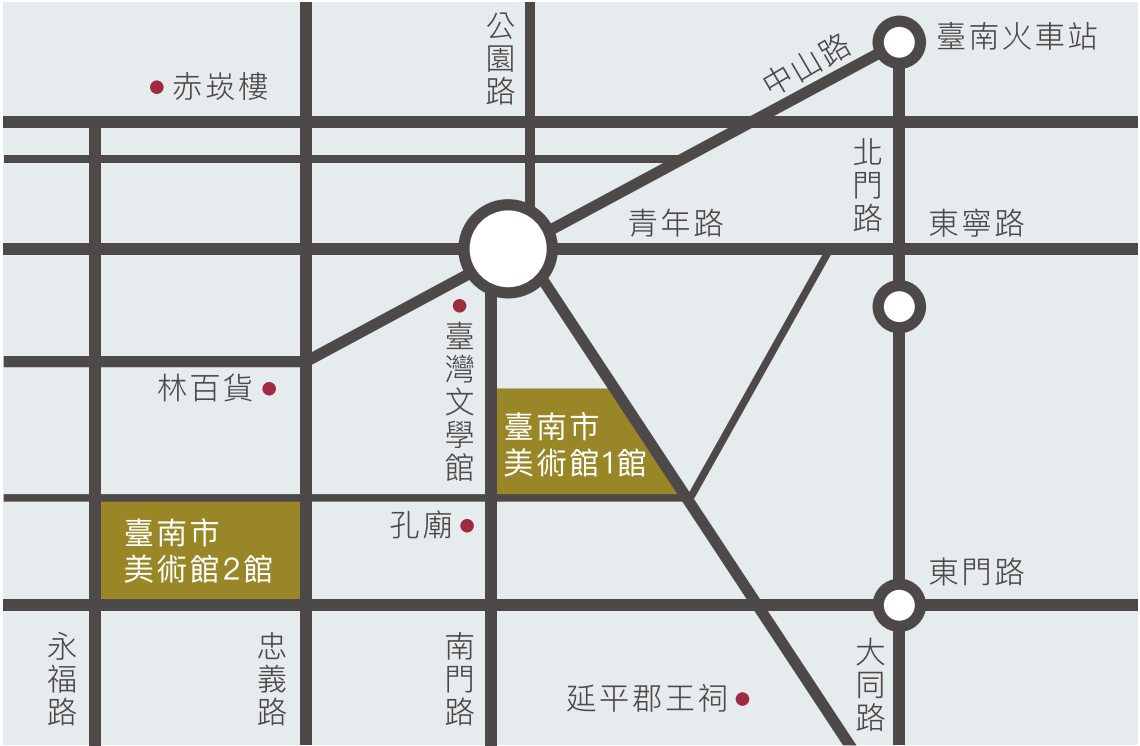 公園路
臺南火車站
中山路
赤崁樓
北門路
青年路
東寧路
臺灣文學館
林百貨
臺南市
美術館1館
孔廟
臺南市
美術館2館
東門路
永福路
忠義路
南門路
大同路
延平郡王祠